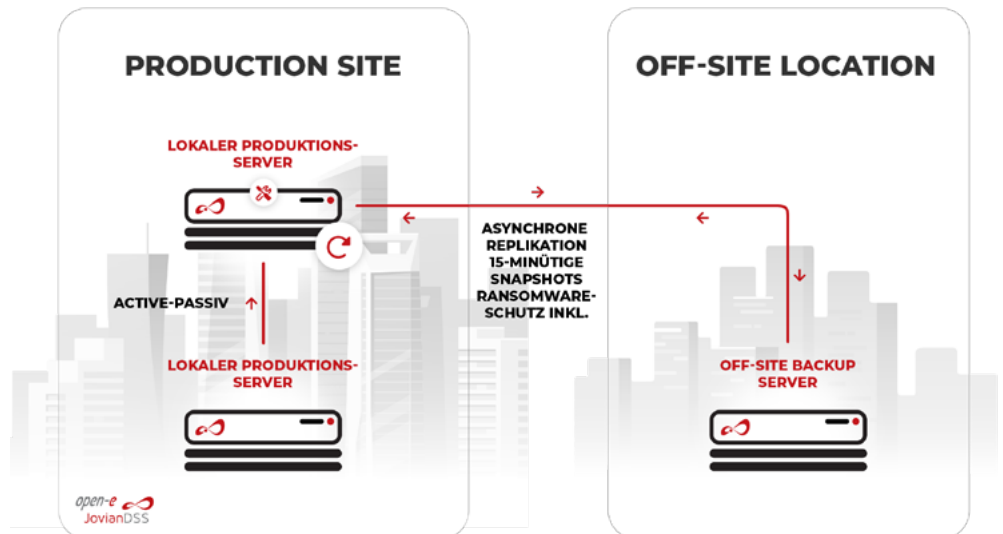 PRODUCTION SITE
OFF-SITE LOCATION
LOKALER PRODUKTIONS-
SERVER
ASYNCHRONE
REPLIKATION
15-MINÜTIGE
SNAPSHOTS
RANSOMWARE-
SCHUTZ INKL.
ACTIVE-PASSIV
LOKALER PRODUKTIONS-
SERVER
OFF-SITE BACKUP
SERVER
open-e
JovianDSS